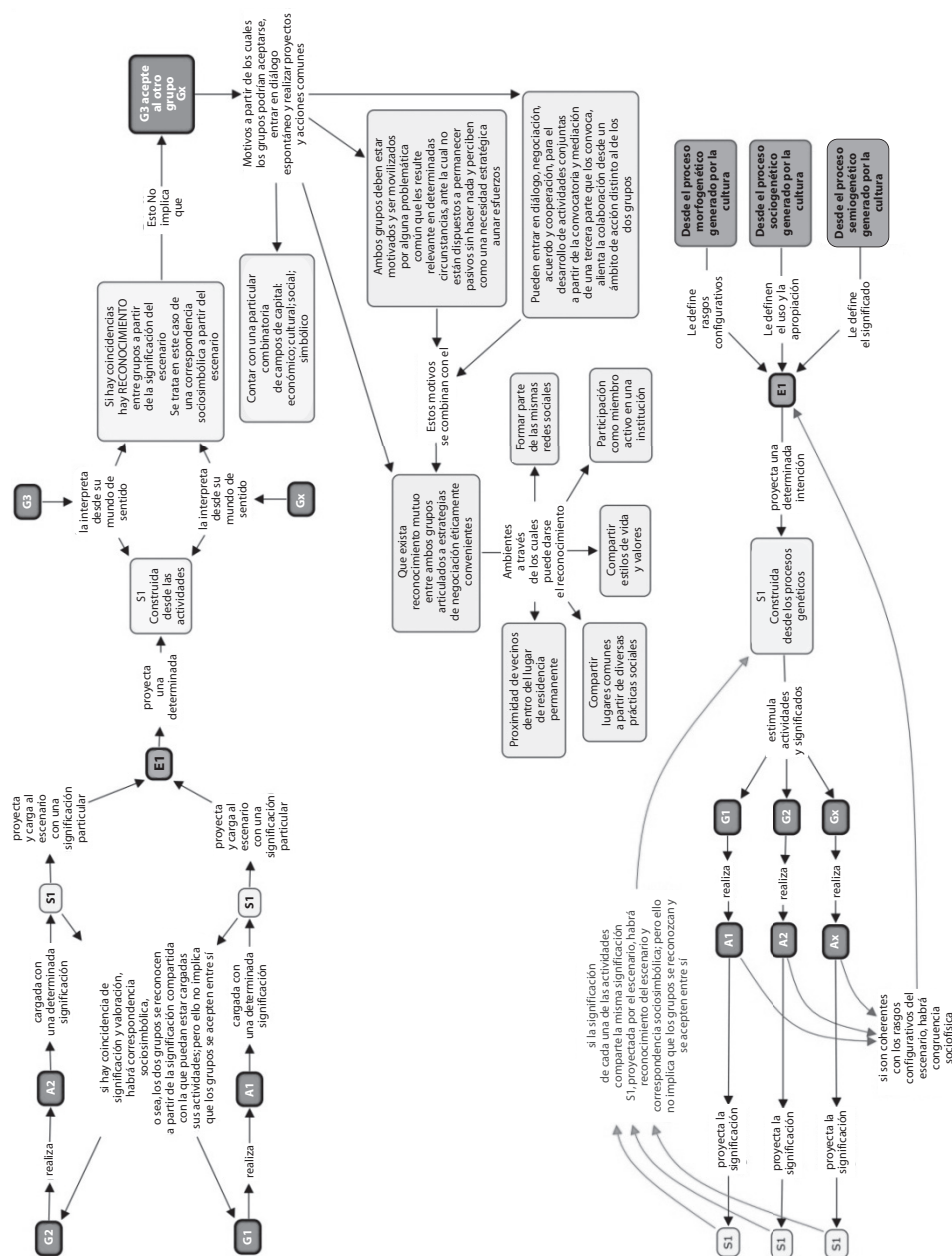 G2
realiza
A2
cargada con
una determinada
significación
S1
proyecta
y carga al
escenario
con una
significación
particular
si hay coincidencia de
significación y valoración,
habrá correspondencia
sociosimbólica,
o sea, los dos grupos se reconocen
a partir de la significación compartida
con la que puedan estar cargadas
sus actividades; pero ello no implica
que los grupos se acepten entre sí
G1
realiza
A1
cargada con
una determinada
significación
S1
proyecta
y carga al
escenario
con una
significación
particular
E1
proyecta
una
determinada
S1
Construida
desde las
actividades
G3
la interpreta
desde su
mundo de
sentido
la interpreta
desde su
mundo de
sentido
Gx
Si hay coincidencias
hay RECONOCIMIENTO
entre grupos a partir
de la significación del
escenario
Se trata en este caso de
una correspondencia
sociosimbólica a partir del
escenario
Esto No
implica
que
G3 acepte
al otro
grupo
Gx
Motivos a partir de los cuales
los grupos podrían aceptarse,
entrar en diálogo
espontáneo y realizar proyectos
y acciones comunes
Contar con una particular
combinatoria
de campos de capital:
económico; cultural; social;
simbólico
Ambos grupos deben estar
motivados y ser movilizados
por alguna problemática
común que les resulte
relevante en determinadas
circunstancias, ante la cual no
están dispuestos a permanecer
pasivos sin hacer nada y perciben
como una necesidad estratégica
aunar esfuerzos
Pueden entrar en diálogo, negociación,
acuerdo y cooperación, para el
desarrollo de actividades conjuntas
a partir de la convocatoria y mediación
de una tercera parte que los convoca,
alienta la colaboración desde un
ámbito de acción distinto al de los
dos grupos
Estos motivos
se combinan con el
Que exista
reconocimiento mutuo
entre ambos grupos
articulados a estrategias
de negociación éticamente
convenientes
Ambientes
a través
de los cuales
puede darse
el reconocimiento
Proximidad de vecinos
dentro del lugar
de residencia
permanente
Compartir
lugares comunes
a partir de diversas
prácticas sociales
Compartir
estilos de vida
y valores
Participación
como miembro
activo en una
institución
Formar parte
de las mismas
redes sociales
Desde el proceso
morfogenético
generado por la
cultura
Desde el proceso
sociogenético
generado por la
cultura
Desde el proceso
semiogenético
generado por la
cultura
Le define
rasgos
configurativos
Le definen
el uso y la
apropiación
Le define
el significado
E1
proyecta una
determinada
intención
S1
Construida
desde los procesos
genéticos
estimula
actividades
y significados
G1
G2
Gx
realiza
realiza
realiza
A1
A2
Ax
proyecta la
significación
proyecta la
significación
proyecta la
significación
S1
S1
S1
si la significación
de cada una de las actividades
comparte la misma significación
S1, proyectada por el escenario, habrá
reconocimiento del escenario y
correspondencia sociosimbólica; pero ello
no implica que los grupos se reconozcan y
se acepten entre sí
si son coherentes
con los rasgos
configurativos del
escenario, habrá
congruencia
sociofísica